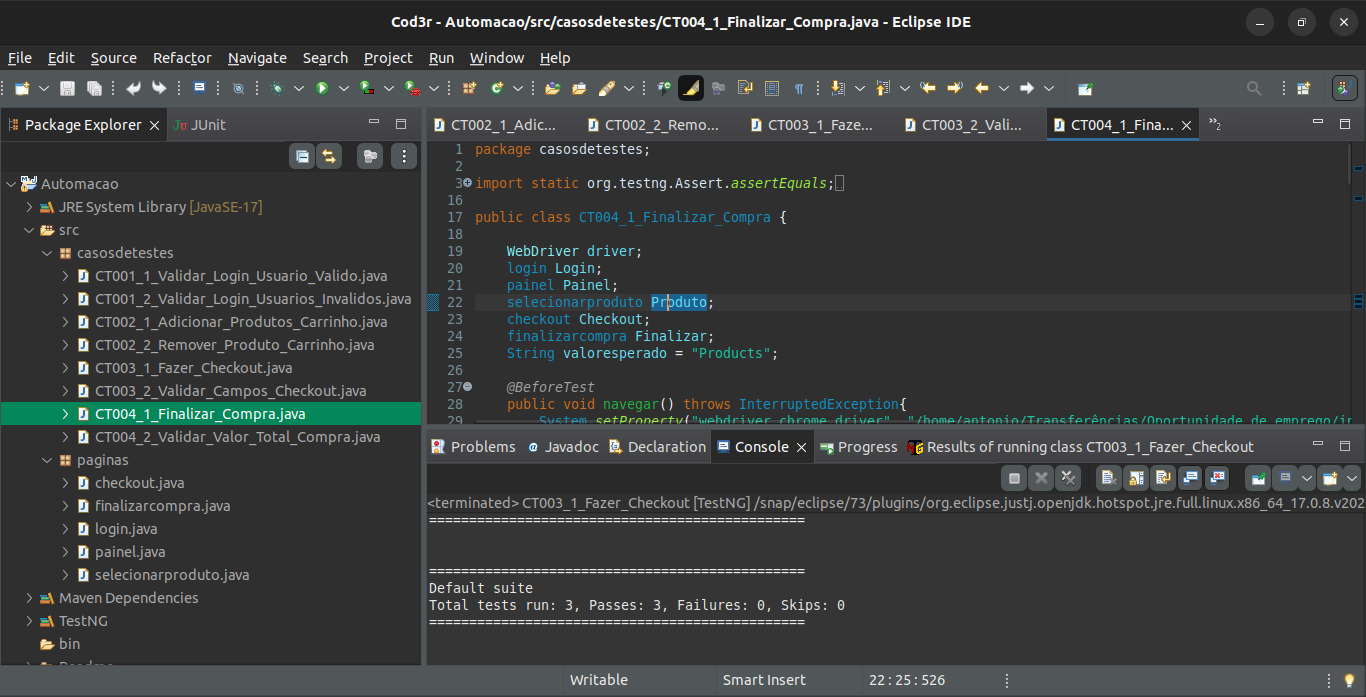 Cod3r - Automacao/src/casosdetestes/CT004_1_Finalizar_Compra.java - Eclipse IDE
File Edit Source Refactor Navigate Search Project Run Window Help
Package Explorer
JUnit
Automacao
JRE System Library [JavaSE-17]
src
casosdetestes
CT001_1_Validar_Login_Usuario_Valido.java
CT001_2_Validar_Login_Usuarios_Invalidos.java
CT002_1_Adicionar_Produtos_Carrinho.java
CT002_2_Remover_Produto_Carrinho.java
CT003_1_Fazer_Checkout.java
CT003_2_Validar_Campos_Checkout.java
CT004_1_Finalizar_Compra.java
CT004_2_Validar_Valor_Total_Compra.java
paginas
checkout.java
finalizarcompra.java
login.java
painel.java
selecionarproduto.java
Maven Dependencies
TestNG
bin
CT002_1_Adic... CT002_2_Remo... CT003_1_Faze... CT003_2_Vali... CT004_1_Fina... 2
1 package casosdetestes;
2
3 import static org.testng.Assert.assertEquals;
16
17 public class CT004_1_Finalizar_Compra {
18
19 WebDriver driver;
20 login Login;
21 painel Painel;
22 selecionarproduto Produto;
23 checkout Checkout;
24 finalizarcompra Finalizar;
25 String valoresperado = "Products";
26
27 @BeforeTest
28 public void navegar() throws InterruptedException{
29 System.setProperty("webdriver.chrome.driver", "/home/antonio/Transferências/Oportunidade de emprego/
Problems Javadoc Declaration Console Progress Results of running class CT003_1_Fazer_Checkout
<terminated> CT003_1_Fazer_Checkout [TestNG] /snap/eclipse/73/plugins/org.eclipse.justj.openjdk.hotspot.jre.full.linux.x86_64_17.0.8.v202
===============================================
===============================================
Default suite
Total tests run: 3, Passes: 3, Failures: 0, Skips: 0
===============================================
Writable Smart Insert 22 : 25 : 526